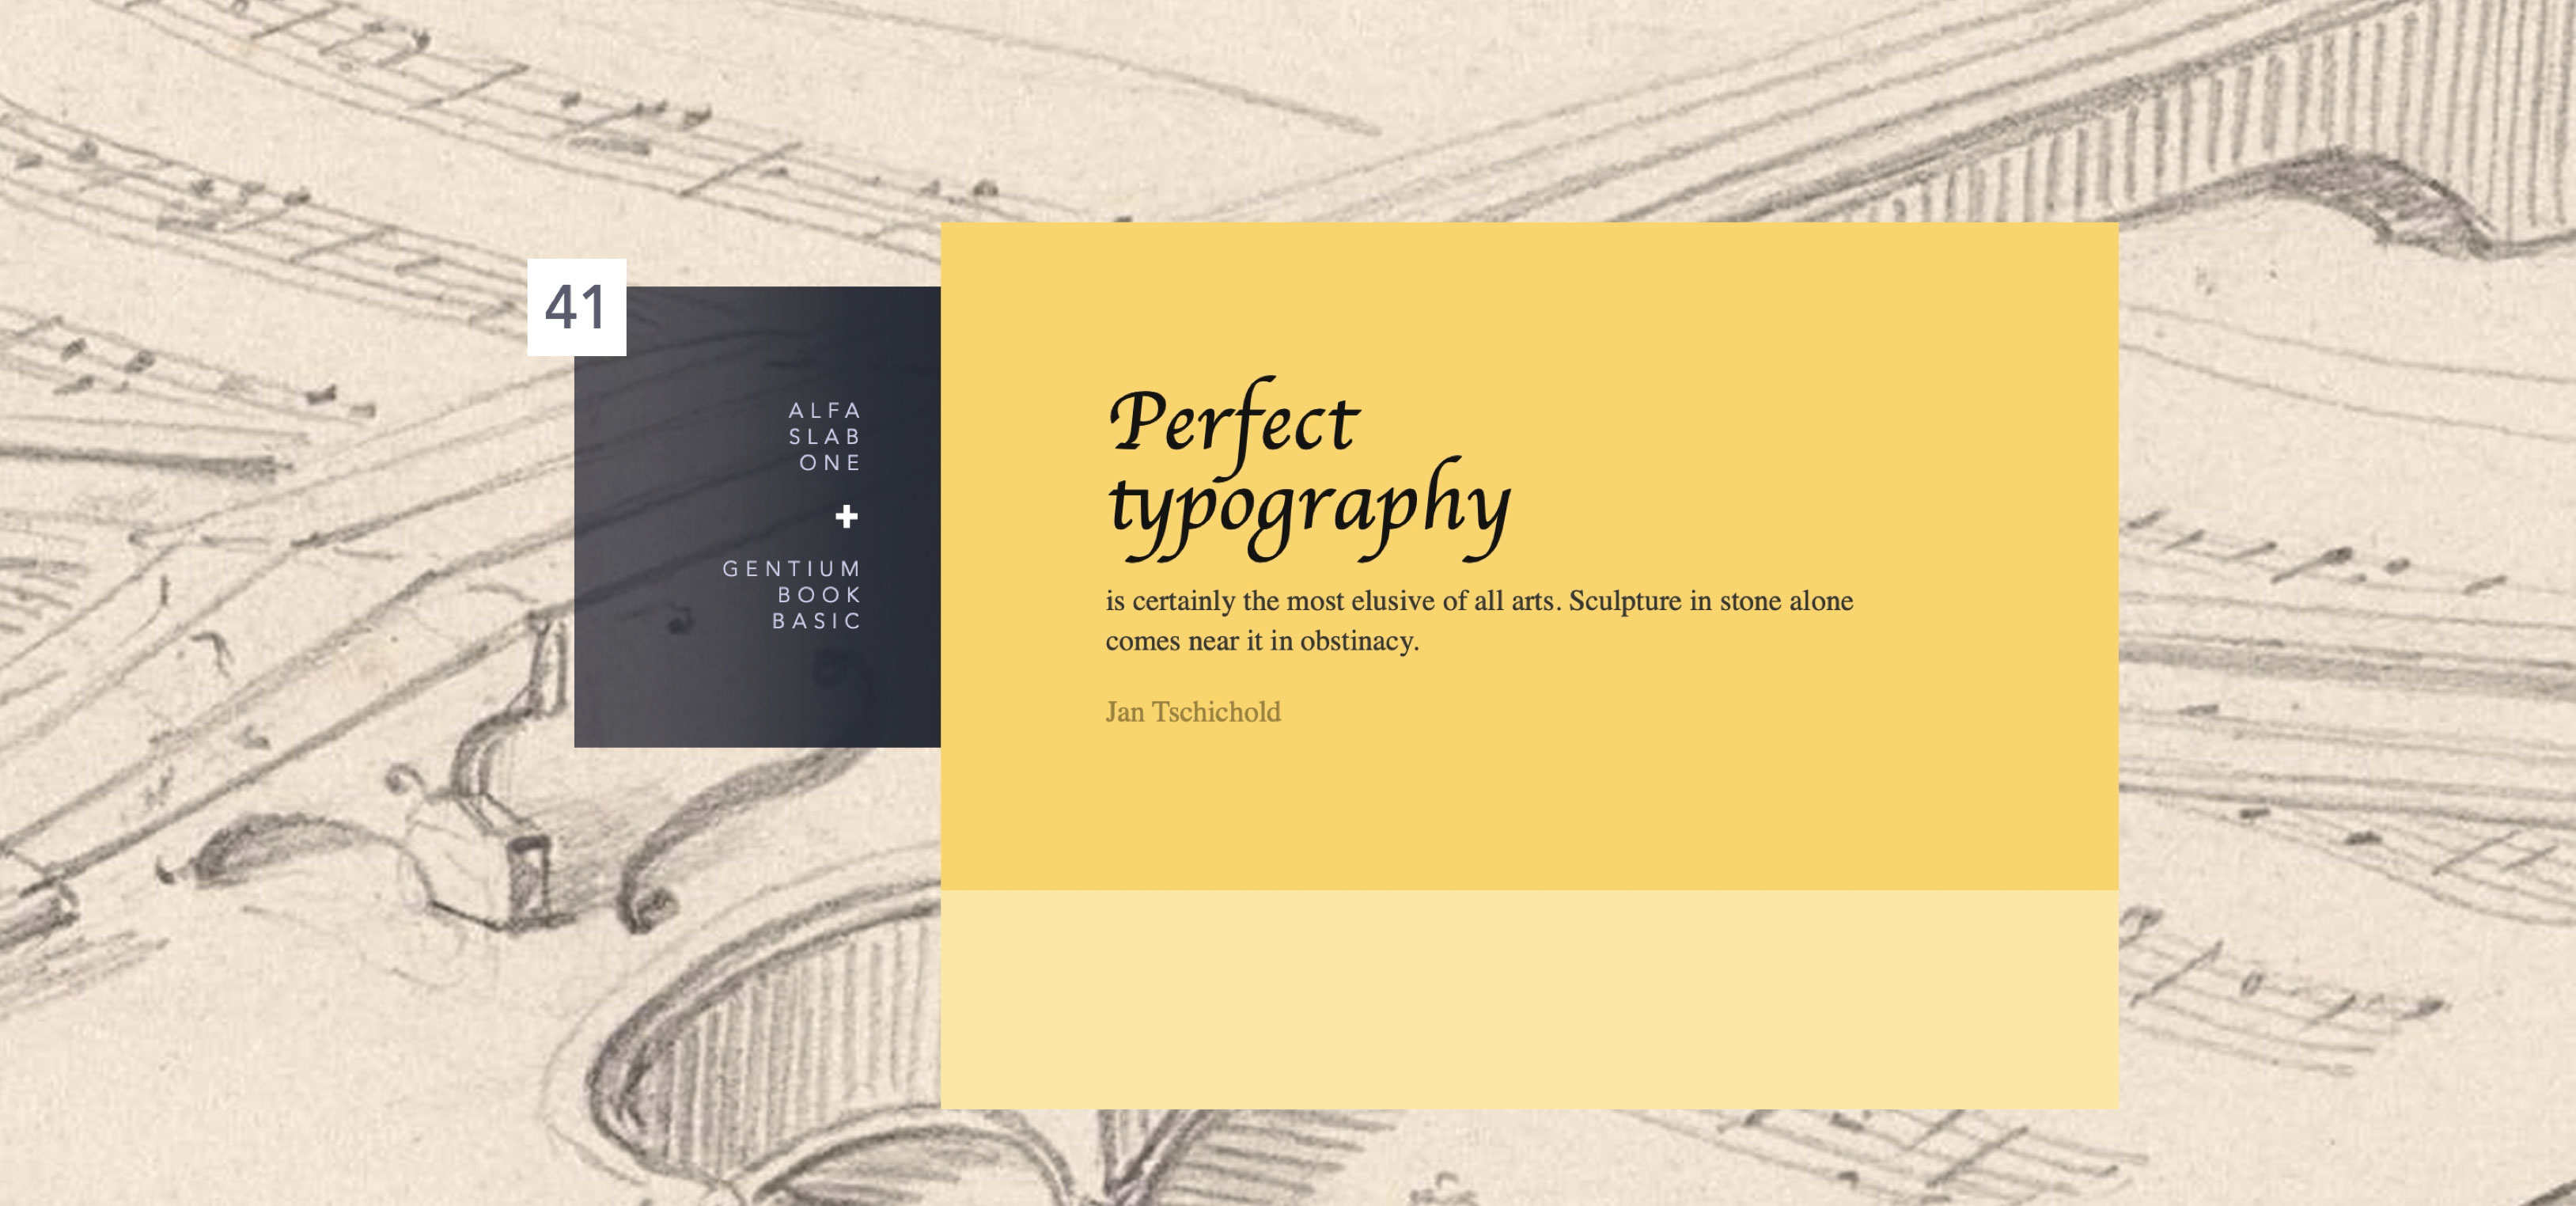 41
ALFA
SLAB
ONE
+
GENTIUM
BOOK
BASIC
Perfect
typography
is certainly the most elusive of all arts. Sculpture in stone alone
comes near it in obstinacy.
Jan Tschichold